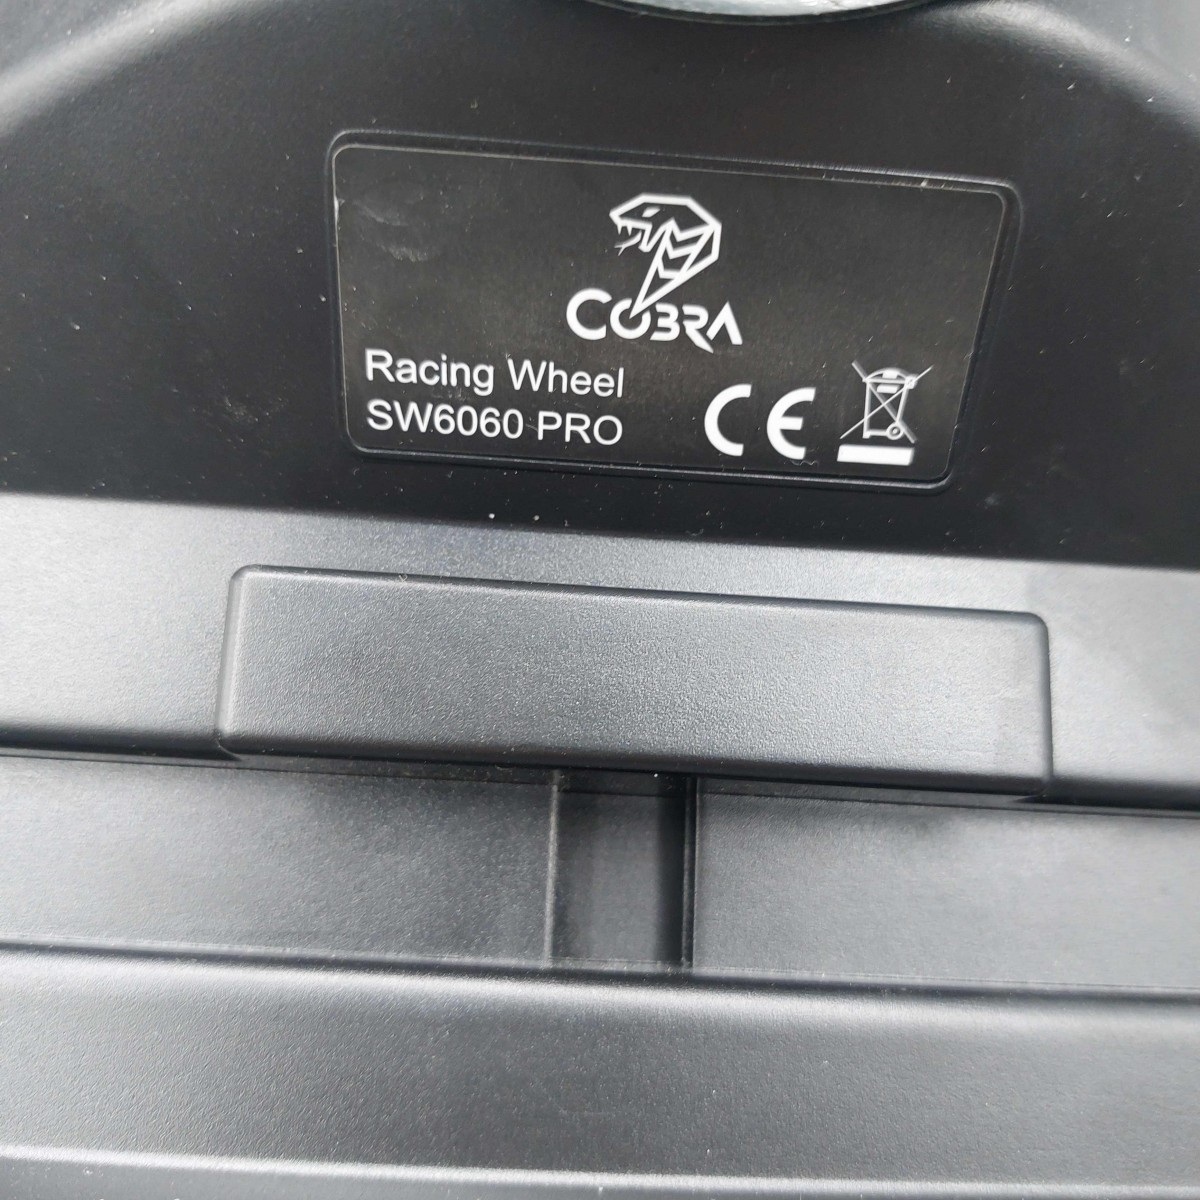 COBRA
Racing Wheel
SW6060 PRO
CE